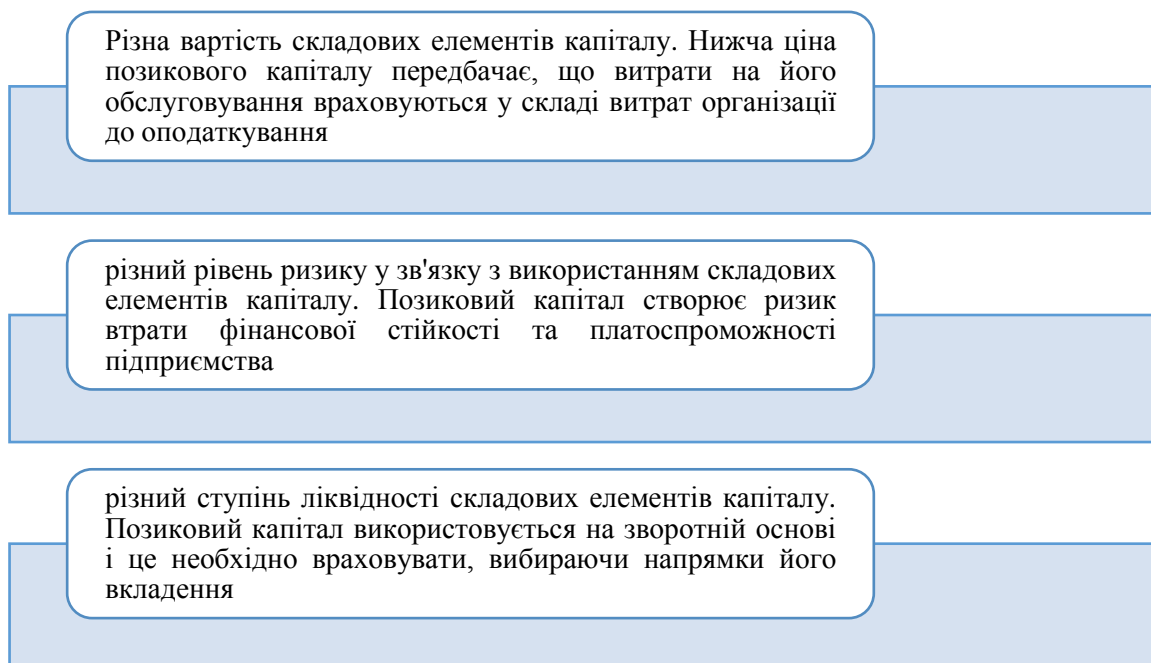 Різна вартість складових елементів капіталу. Нижча ціна
позикового капіталу передбачає, що витрати на його
обслуговування враховуються у складі витрат організації
до оподаткування
різний рівень ризику у зв'язку з використанням складових
елементів капіталу. Позиковий капітал створює ризик
втрати фінансової стійкості та платоспроможності
підприємства
різний ступінь ліквідності складових елементів капіталу.
Позиковий капітал використовується на зворотній основі
і це необхідно враховувати, вибираючи напрямки його
вкладення